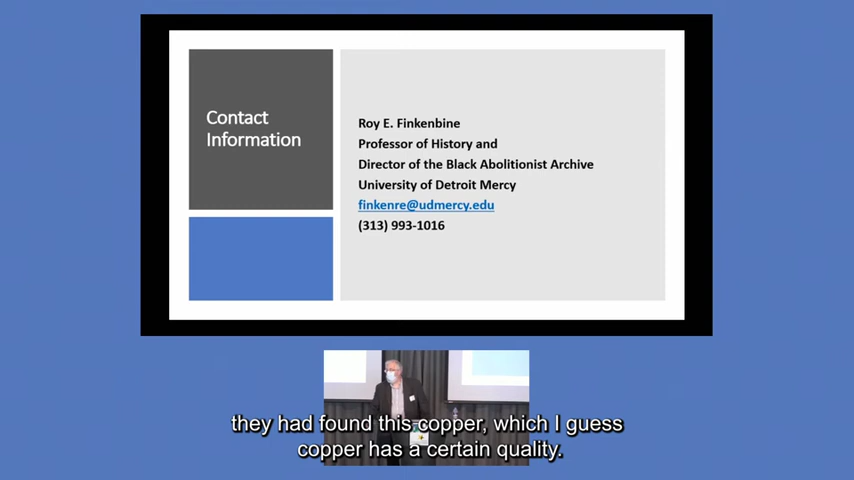 Contact
Information
Roy E. Finkenbine
Professor of History and
Director of the Black Abolitionist Archive
University of Detroit Mercy
finkenre@udmercy.edu
(313) 993-1016
they had found this copper, which I guess
copper has a certain quality.